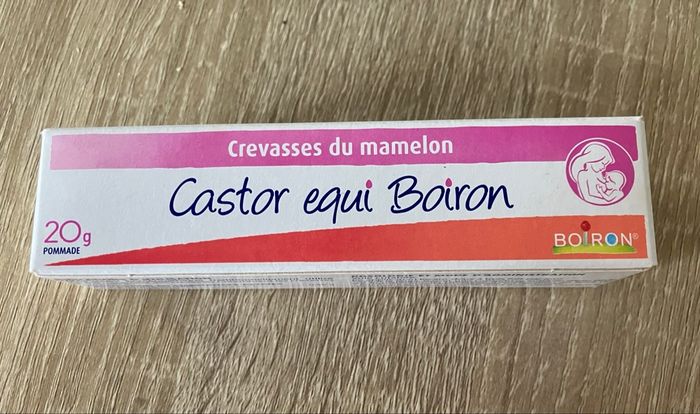 Crevasses du mamelon
Castor equi Boiron
20g
POMMADE
BOIRON®